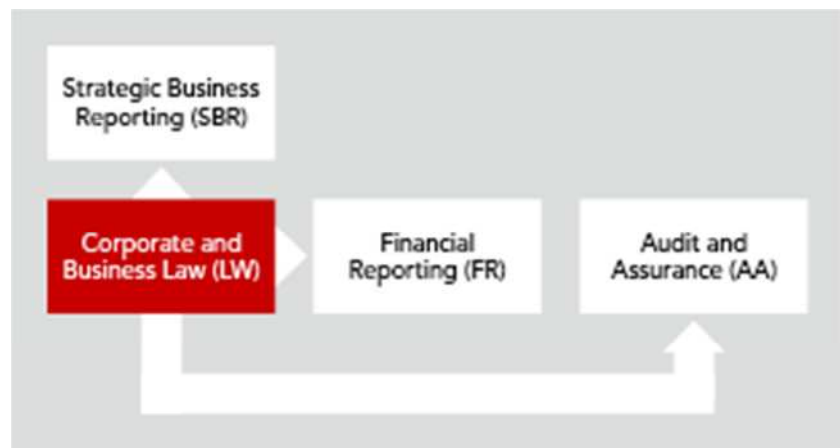 Strategic Business
Reporting (SBR)
Corporate and
Business Law (LW)
Financial
Reporting (FR)
Audit and
Assurance (AA)